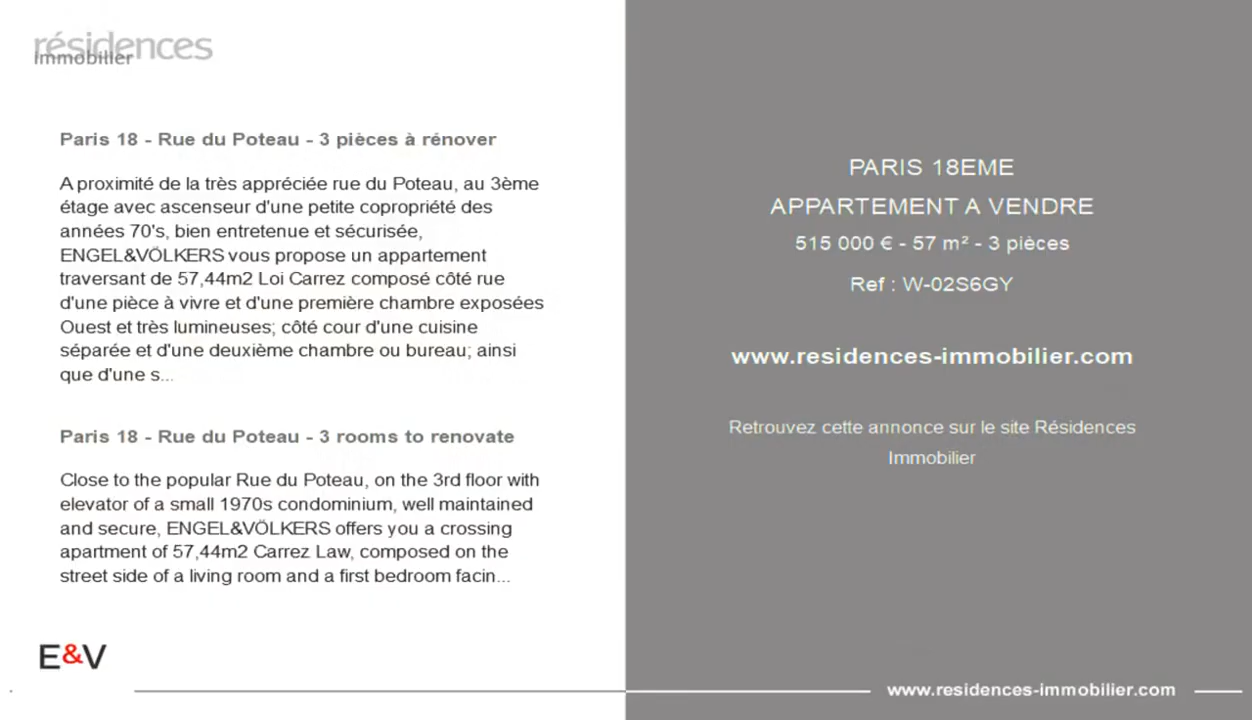 résidences
Immobilier
Paris 18 - Rue du Poteau - 3 pièces à rénover
A proximité de la très appréciée rue du Poteau, au 3ème
étage avec ascenseur d'une petite copropriété des
années 70's, bien entretenue et sécurisée,
ENGEL&VÖLKERS vous propose un appartement
traversant de 57,44m2 Loi Carrez composé côté rue
d'une pièce à vivre et d'une première chambre exposées
Ouest et très lumineuses; côté cour d'une cuisine
séparée et d'une deuxième chambre ou bureau; ainsi
que d'une s...
Paris 18 - Rue du Poteau - 3 rooms to renovate
Close to the popular Rue du Poteau, on the 3rd floor with
elevator of a small 1970s condominium, well maintained
and secure, ENGEL&VÖLKERS offers you a crossing
apartment of 57,44m2 Carrez Law, composed on the
street side of a living room and a first bedroom facin...
E&V
PARIS 18EME
APPARTEMENT A VENDRE
515 000 € - 57 m² - 3 pièces
Ref : W-02S6GY
www.residences-immobilier.com
Retrouvez cette annonce sur le site Résidences
Immobilier
www.residences-immobilier.com